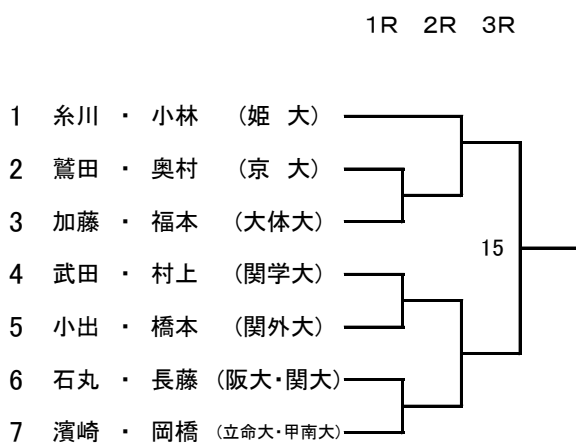 1R 2R 3R
1 糸川 ・ 小林 (姫 大)
2 鷲田 ・ 奥村 (京 大)
3 加藤 ・ 福本 (大体大)
15
4 武田 ・ 村上 (関学大)
5 小出 ・ 橋本 (関外大)
6 石丸 ・ 長藤 (阪大・関大)
7 濱崎 ・ 岡橋 (立命大・甲南大)